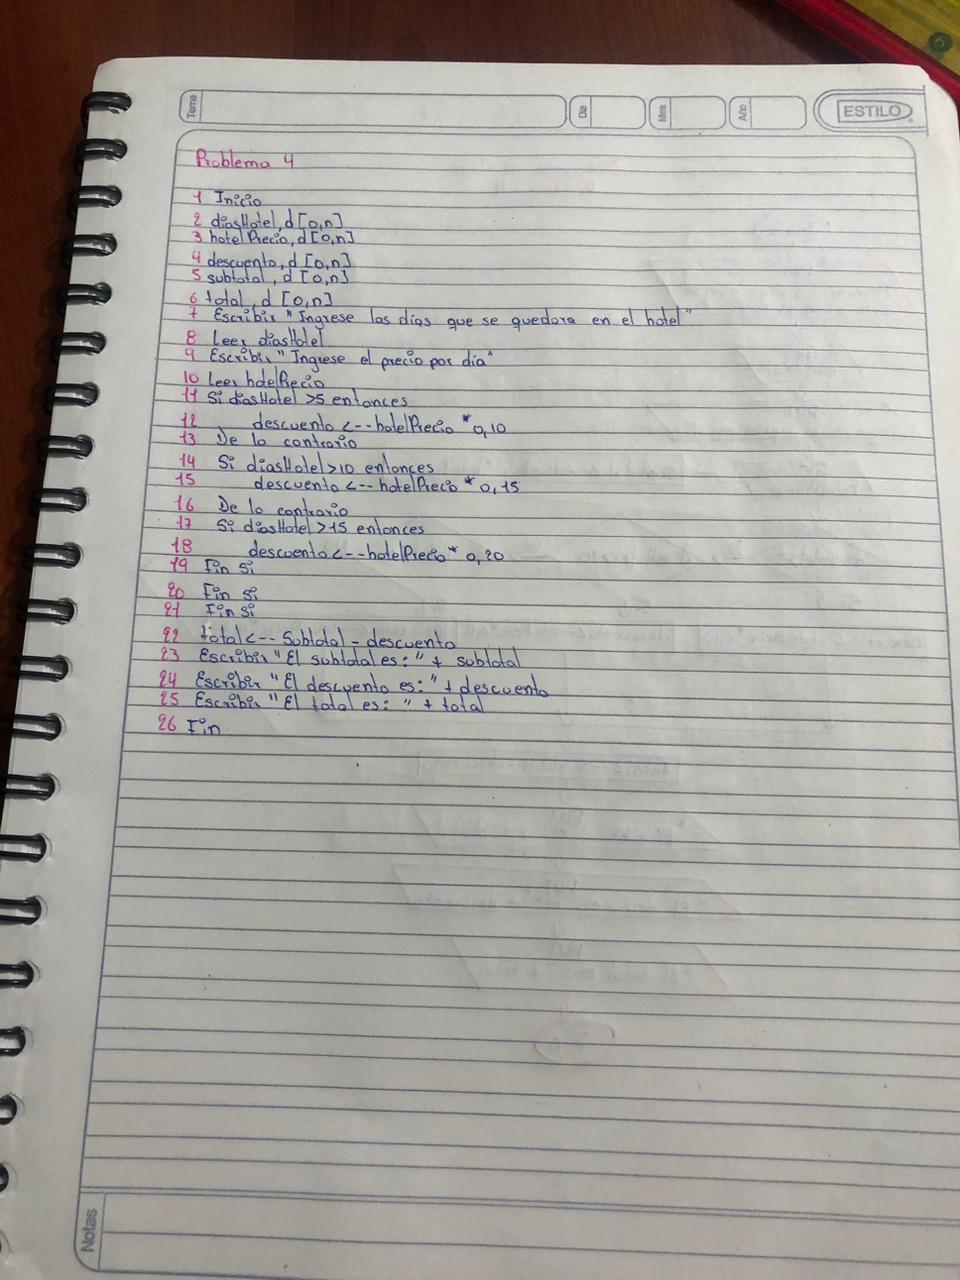 Tema
Dia
Mes
Año
ESTILO
Problema 4
1 Inicio
2 diasHotel, d [0,n]
3 hotelPrecio, d [0,n]
4 descuento, d [0,n]
5 subtotal, d [0,n]
6 total, d [0,n]
7 Escribir "Ingrese los días que se quedara en el hotel"
8 Leer diasHotel
9 Escribir "Ingrese el precio por día"
10 Leer hotelPrecio
11 Si diasHotel >5 entonces
12 descuento <-- hotelPrecio * 0,10
13 De lo contrario
14 Si diasHotel >10 entonces
15 descuento <-- hotelPrecio * 0,15
16 De lo contrario
17 Si diasHotel >15 entonces
18 descuento <-- hotelPrecio * 0,20
19 Fin si
20 Fin si
21 Fin si
22 total <-- Subtotal - descuento
23 Escribir "El subtotal es:" + subtotal
24 Escribir "El descuento es:" + descuento
25 Escribir "El total es: " + total
26 Fin
Notas